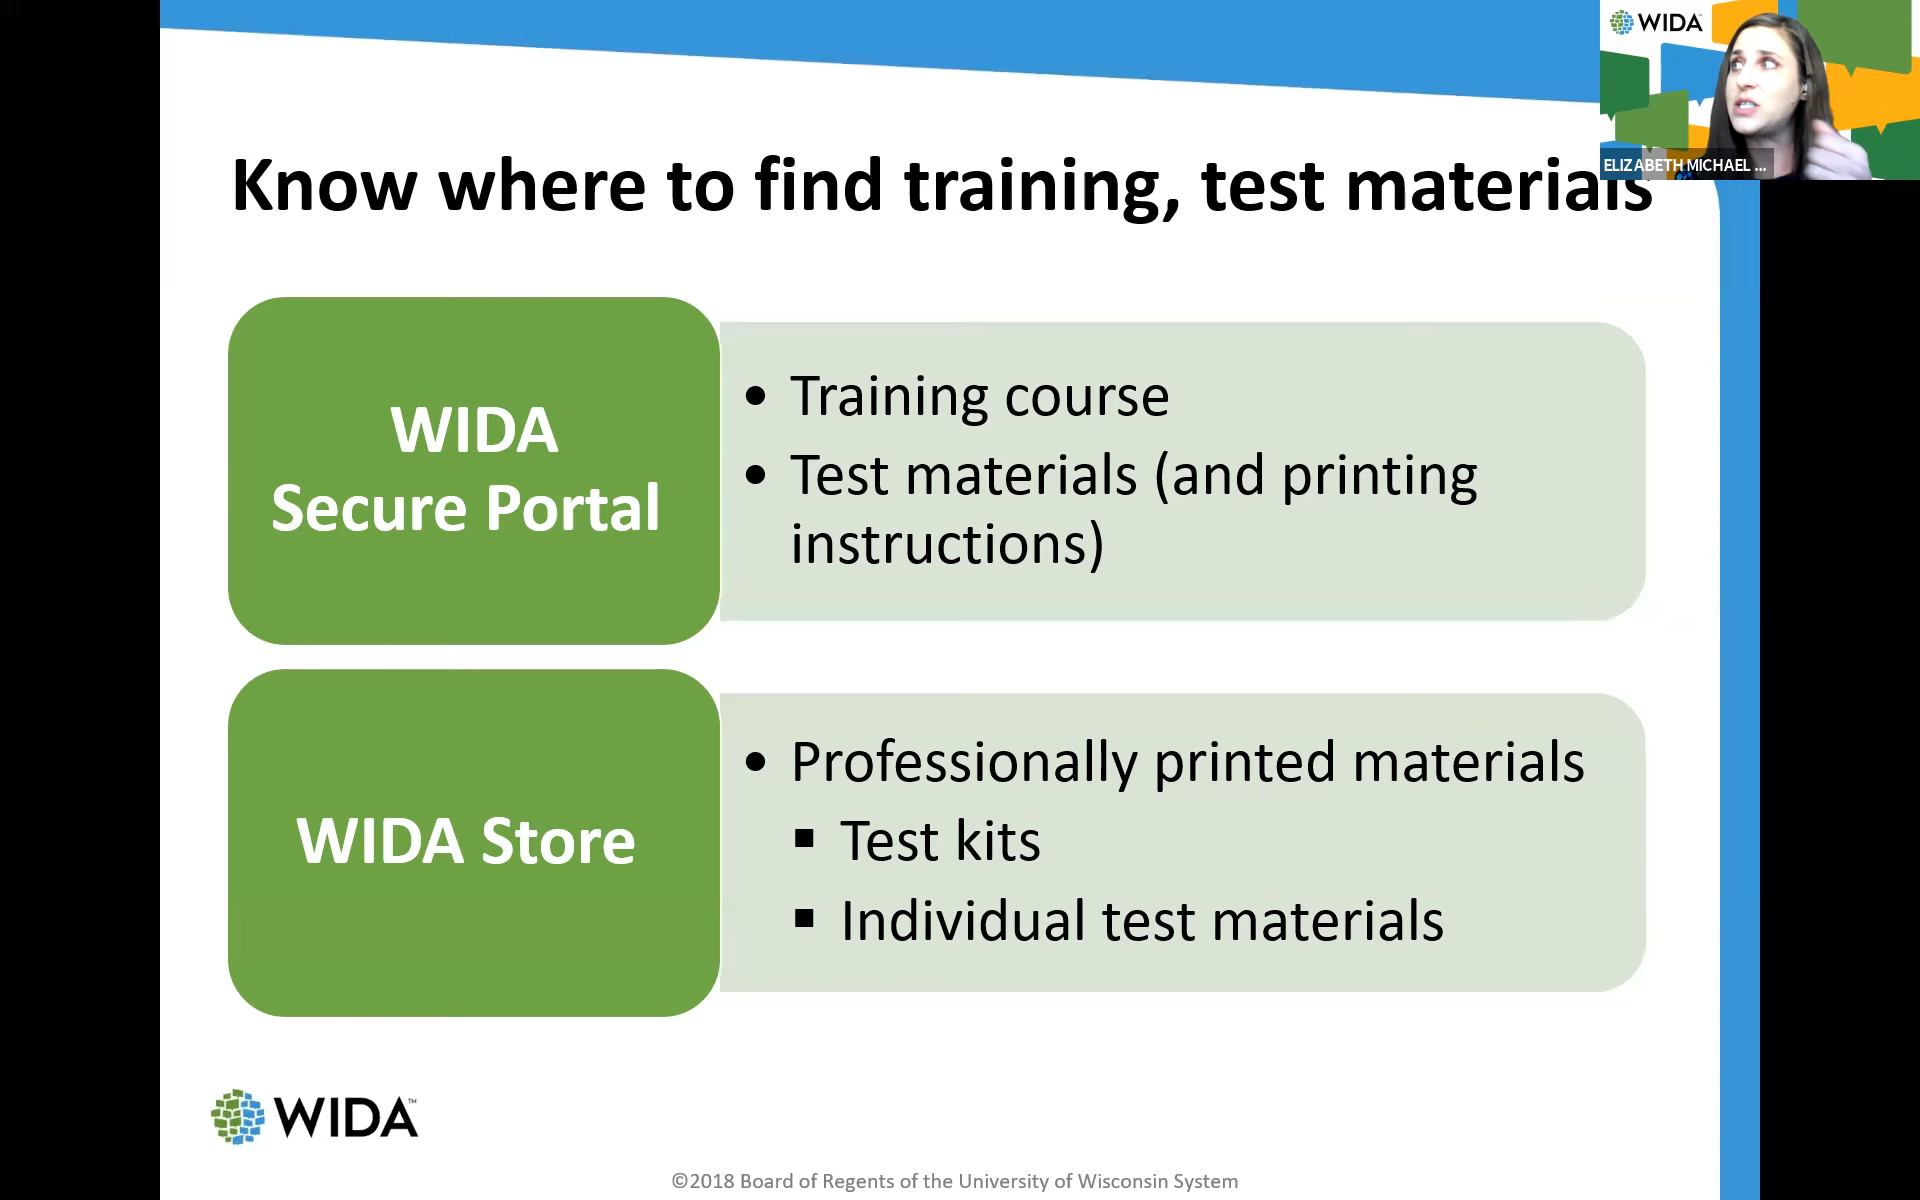 WIDA
ELIZABETH MICHAEL ...
Know where to find training, test materials
WIDA
Secure Portal
• Training course
• Test materials (and printing
instructions)
WIDA Store
• Professionally printed materials
▪ Test kits
▪ Individual test materials
WIDA™
©2018 Board of Regents of the University of Wisconsin System